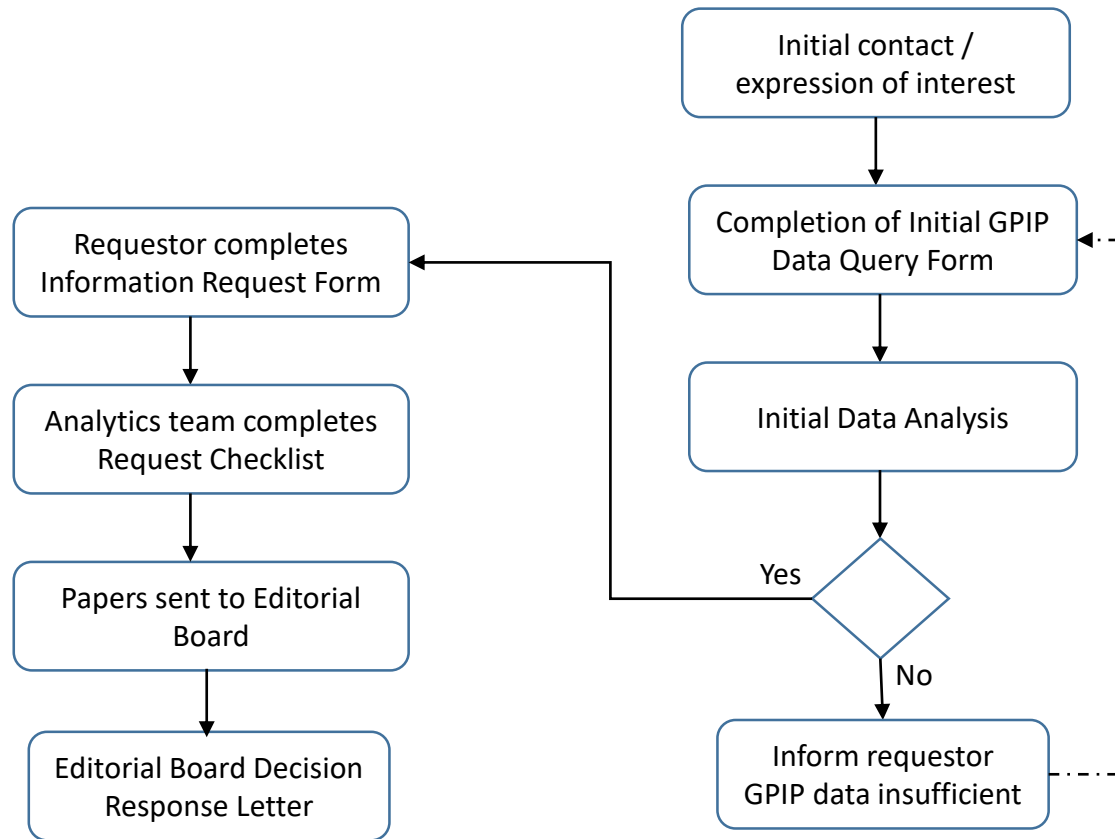 Initial contact /
expression of interest
Completion of Initial GPIP
Data Query Form
Initial Data Analysis
Yes
No
Inform requestor
GPIP data insufficient
Requestor completes
Information Request Form
Analytics team completes
Request Checklist
Papers sent to Editorial
Board
Editorial Board Decision
Response Letter